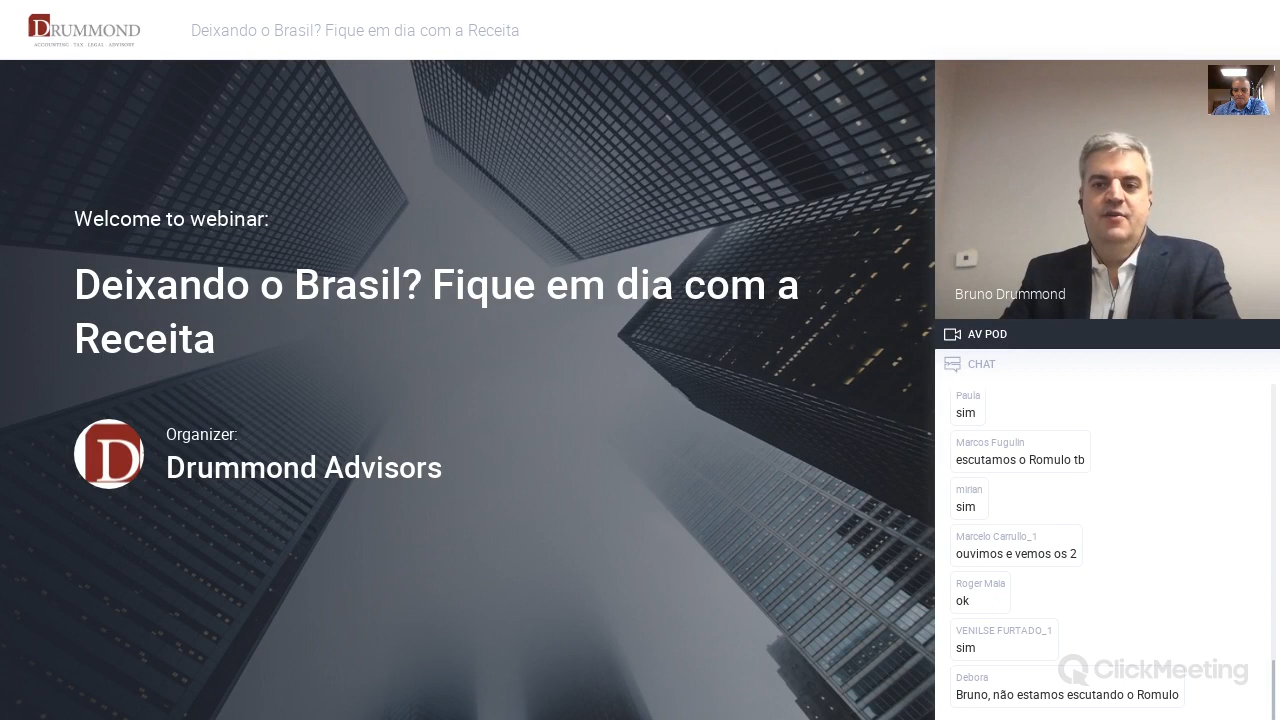 DRUMMOND
ACCOUNTING TAX LEGAL ADVISORY
Deixando o Brasil? Fique em dia com a Receita
Welcome to webinar:
Deixando o Brasil? Fique em dia com a
Receita
Organizer:
Drummond Advisors
D
Bruno Drummond
AV POD
CHAT
Paula
sim
Marcos Fugulin
escutamos o Romulo tb
mirian
sim
Marcelo Carrullo_1
ouvimos e vemos os 2
Roger Maia
ok
VENILSE FURTADO_1
sim
Debora
Bruno, não estamos escutando o Romulo
ClickMeeting